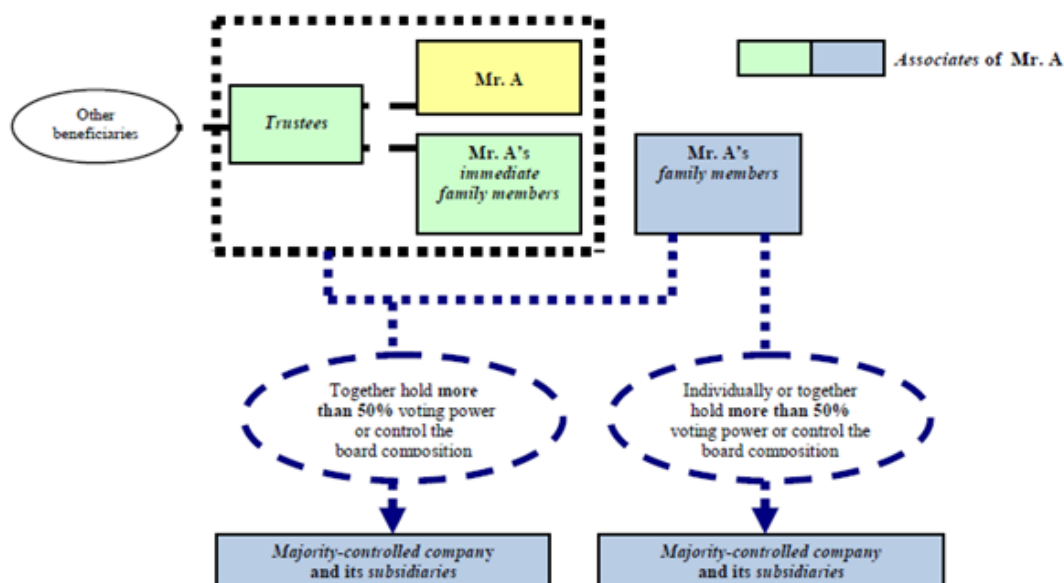 Associates of Mr. A
Mr. A
Other
beneficiaries
Trustees
Mr. A's
immediate
family members
Mr. A's
family members
Together hold more
than 50% voting power
or control the
board composition
Individually or together
hold more than 50%
voting power or control the
board composition
Majority-controlled company
and its subsidiaries
Majority-controlled company
and its subsidiaries